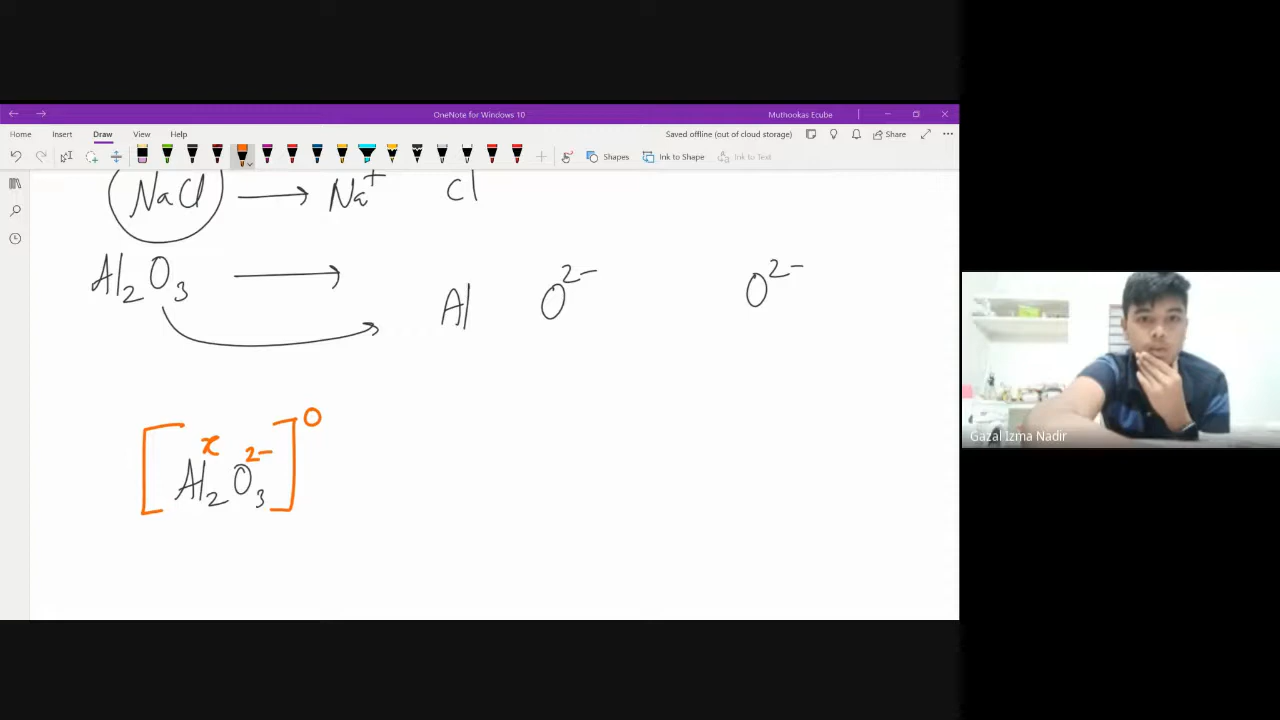 OneNote for Windows 10
Muthookas Ecube
Home Insert Draw View Help
Saved offline (out of cloud storage) Share
Shapes Ink to Shape Ink to Text
NaCl → Na⁺ Cl
Al₂O₃ → Al O²⁻ O²⁻
[Al₂ˣO₃²⁻]⁰
Gazal Izma Nadir